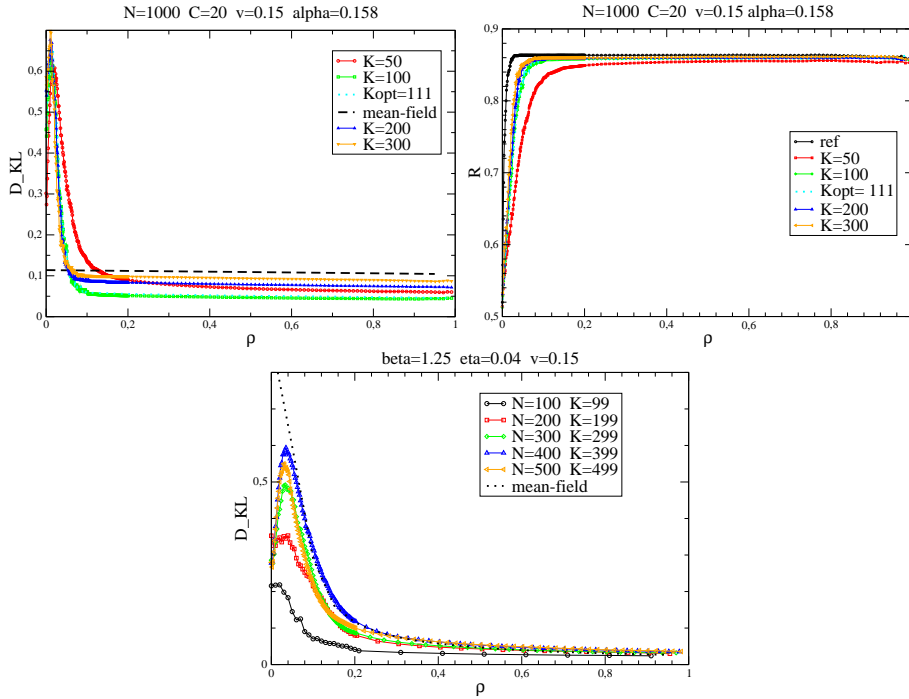 N=1000 C=20 v=0.15 alpha=0.158
D_KL
0,7
0,6
0,5
0,4
0,3
0,2
0,1
0
K=50
K=100
Kopt=111
mean-field
K=200
K=300
0 0,2 0,4 0,6 0,8 1
ρ
N=1000 C=20 v=0.15 alpha=0.158
R
0,9
0,8
0,7
0,6
0,5
ref
K=50
K=100
Kopt= 111
K=200
K=300
0 0,2 0,4 0,6 0,8
ρ
beta=1.25 eta=0.04 v=0.15
D_KL
0,5
0
N=100 K=99
N=200 K=199
N=300 K=299
N=400 K=399
N=500 K=499
mean-field
0 0,2 0,4 0,6 0,8 1
ρ